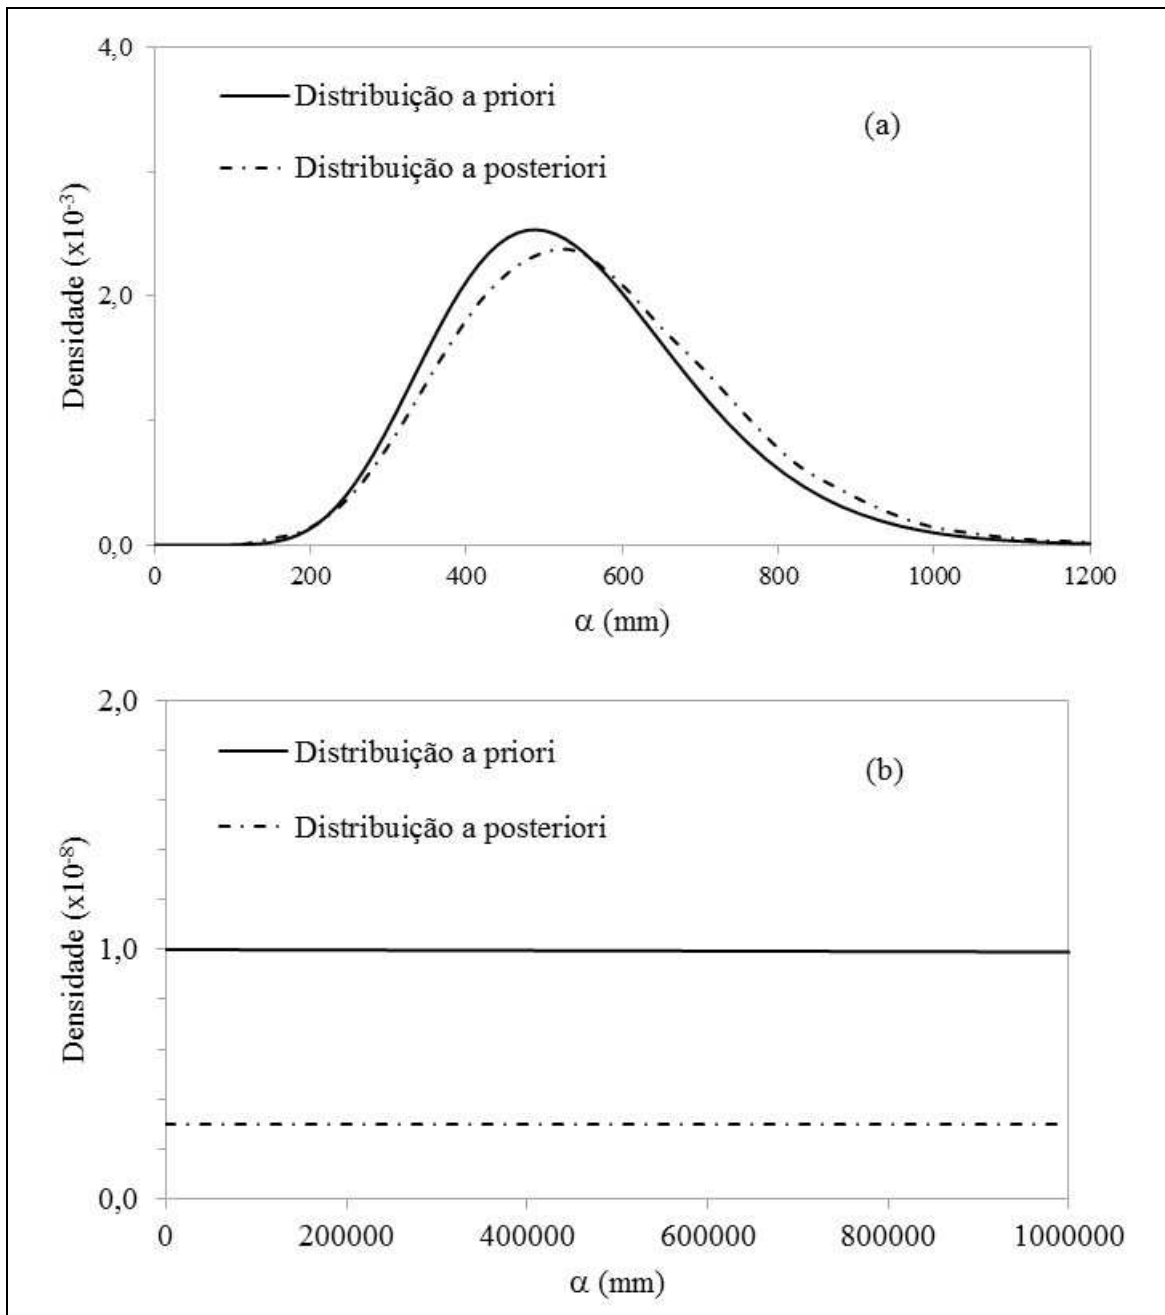 4,0
Distribuição a priori
(a)
Distribuição a posteriori
Densidade (x10⁻³)
2,0
0,0
0 200 400 600 800 1000 1200
α (mm)
2,0
Distribuição a priori
(b)
Distribuição a posteriori
Densidade (x10⁻⁸)
1,0
0,0
0 200000 400000 600000 800000 1000000
α (mm)